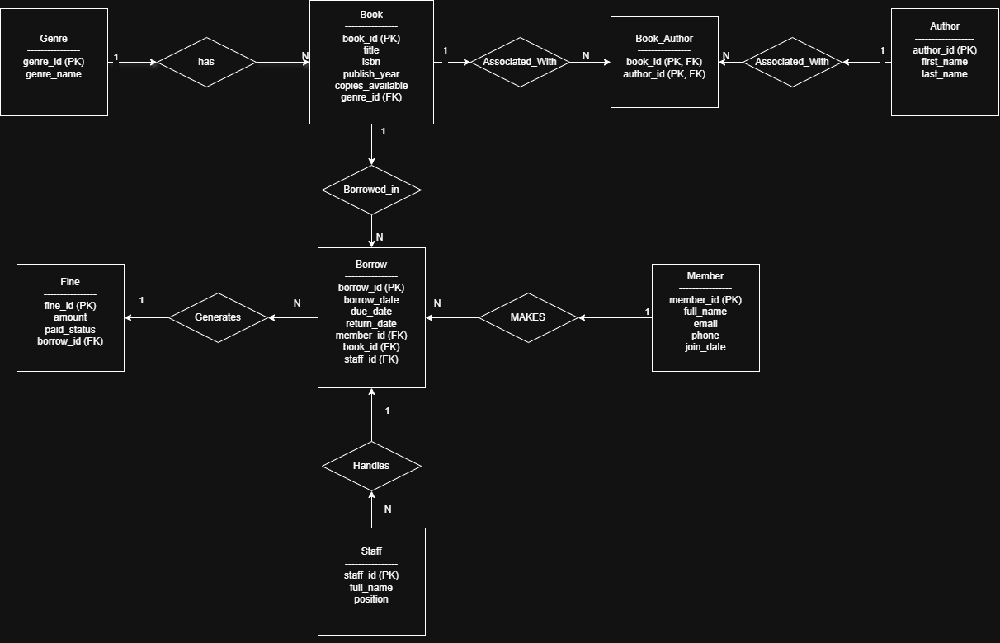 Genre
-----------------
genre_id (PK)
genre_name
1
has
N
Book
-----------------
book_id (PK)
title
isbn
publish_year
copies_available
genre_id (FK)
1
Associated_With
N
Book_Author
-----------------
book_id (PK, FK)
author_id (PK, FK)
N
Associated_With
1
Author
-------------------
author_id (PK)
first_name
last_name
1
Borrowed_in
N
Fine
-----------------
fine_id (PK)
amount
paid_status
borrow_id (FK)
1
Generates
N
Borrow
-----------------
borrow_id (PK)
borrow_date
due_date
return_date
member_id (FK)
book_id (FK)
staff_id (FK)
N
MAKES
1
Member
-----------------
member_id (PK)
full_name
email
phone
join_date
1
Handles
N
Staff
-----------------
staff_id (PK)
full_name
position